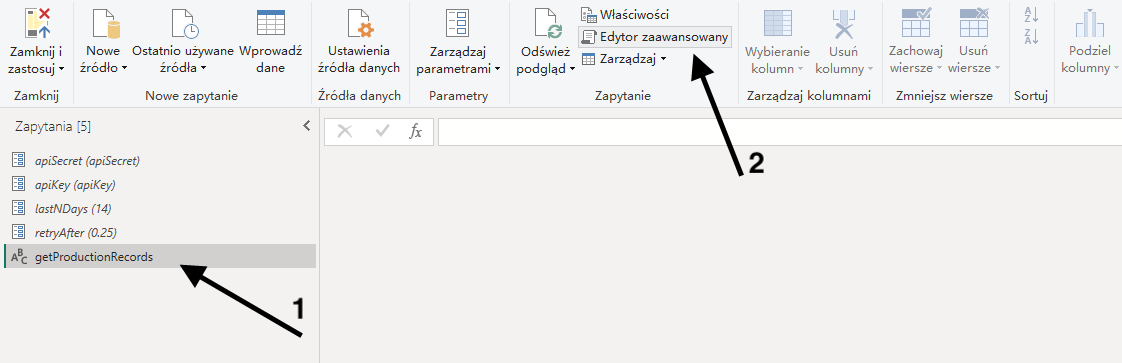 Zamknij i
zastosuj
Zamknij
Nowe
źródło
Ostatnio używane
źródła
Wprowadź
dane
Nowe zapytanie
Ustawienia
źródła danych
Źródła danych
Zarządzaj
parametrami
Parametry
Odśwież
podgląd
Właściwości
Edytor zaawansowany
Zarządzaj
Zapytanie
Wybieranie
kolumn
Usuń
kolumny
Zarządzaj kolumnami
Zachowaj
wiersze
Usuń
wiersze
Zmniejsz wiersze
A
Z
Z
A
Sortuj
Podziel
kolumny
Zapytania [5]
fx
apiSecret (apiSecret)
apiKey (apiKey)
lastNDays (14)
retryAfter (0.25)
ABC getProductionRecords
1
2